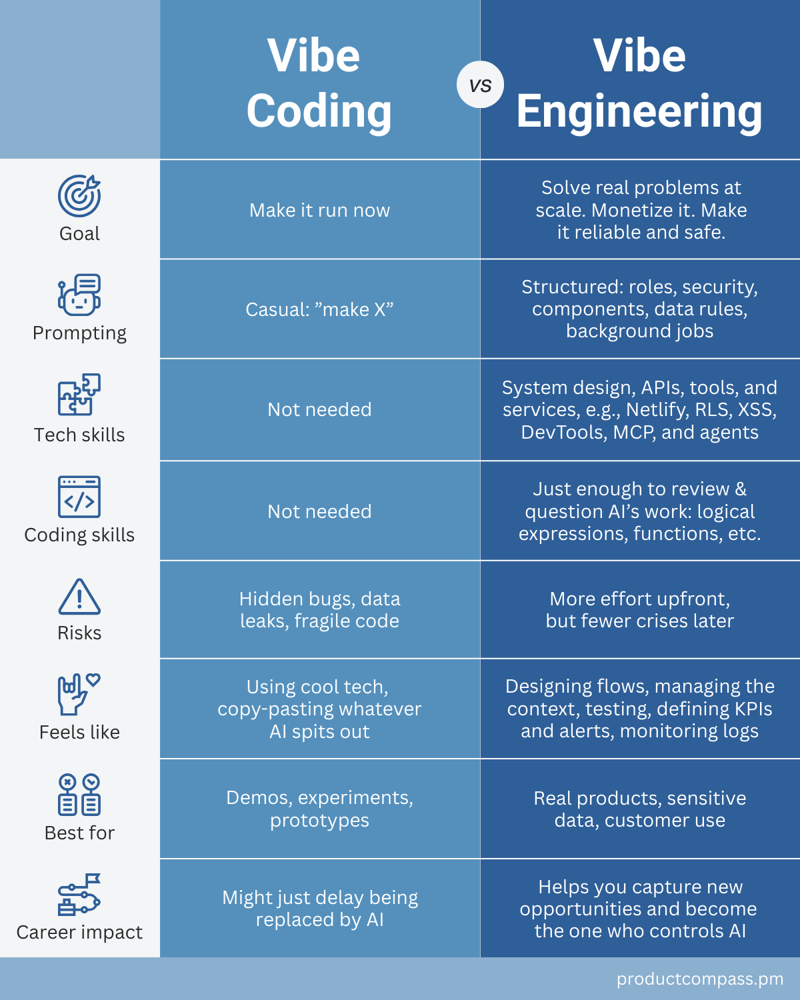 Vibe
Coding
vs
Vibe
Engineering
Goal
Make it run now
Solve real problems at
scale. Monetize it. Make
it reliable and safe.
Prompting
Casual: ”make X”
Structured: roles, security,
components, data rules,
background jobs
Tech skills
Not needed
System design, APIs, tools, and
services, e.g., Netlify, RLS, XSS,
DevTools, MCP, and agents
Coding skills
Not needed
Just enough to review &
question AI’s work: logical
expressions, functions, etc.
Risks
Hidden bugs, data
leaks, fragile code
More effort upfront,
but fewer crises later
Feels like
Using cool tech,
copy-pasting whatever
AI spits out
Designing flows, managing the
context, testing, defining KPIs
and alerts, monitoring logs
Best for
Demos, experiments,
prototypes
Real products, sensitive
data, customer use
Career impact
Might just delay being
replaced by AI
Helps you capture new
opportunities and become
the one who controls AI
productcompass.pm